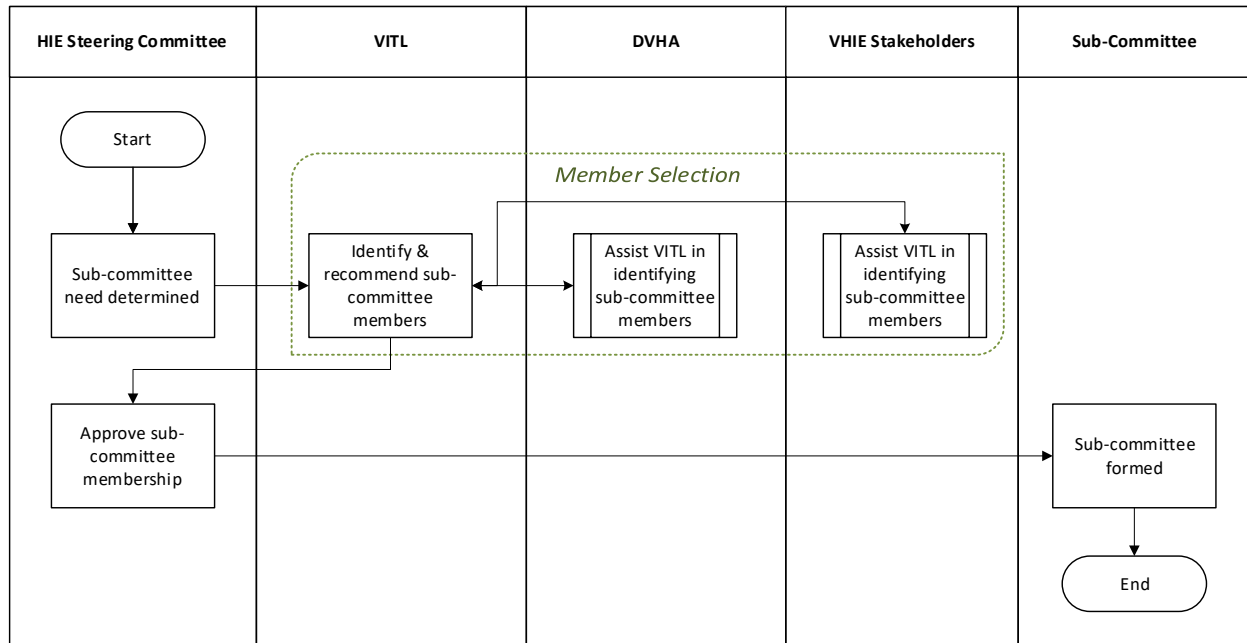 HIE Steering Committee
VITL
DVHA
VHIE Stakeholders
Sub-Committee
Start
Member Selection
Sub-committee
need determined
Identify &
recommend sub-
committee
members
Assist VITL in
identifying
sub-committee
members
Assist VITL in
identifying
sub-committee
members
Approve sub-
committee
membership
Sub-committee
formed
End